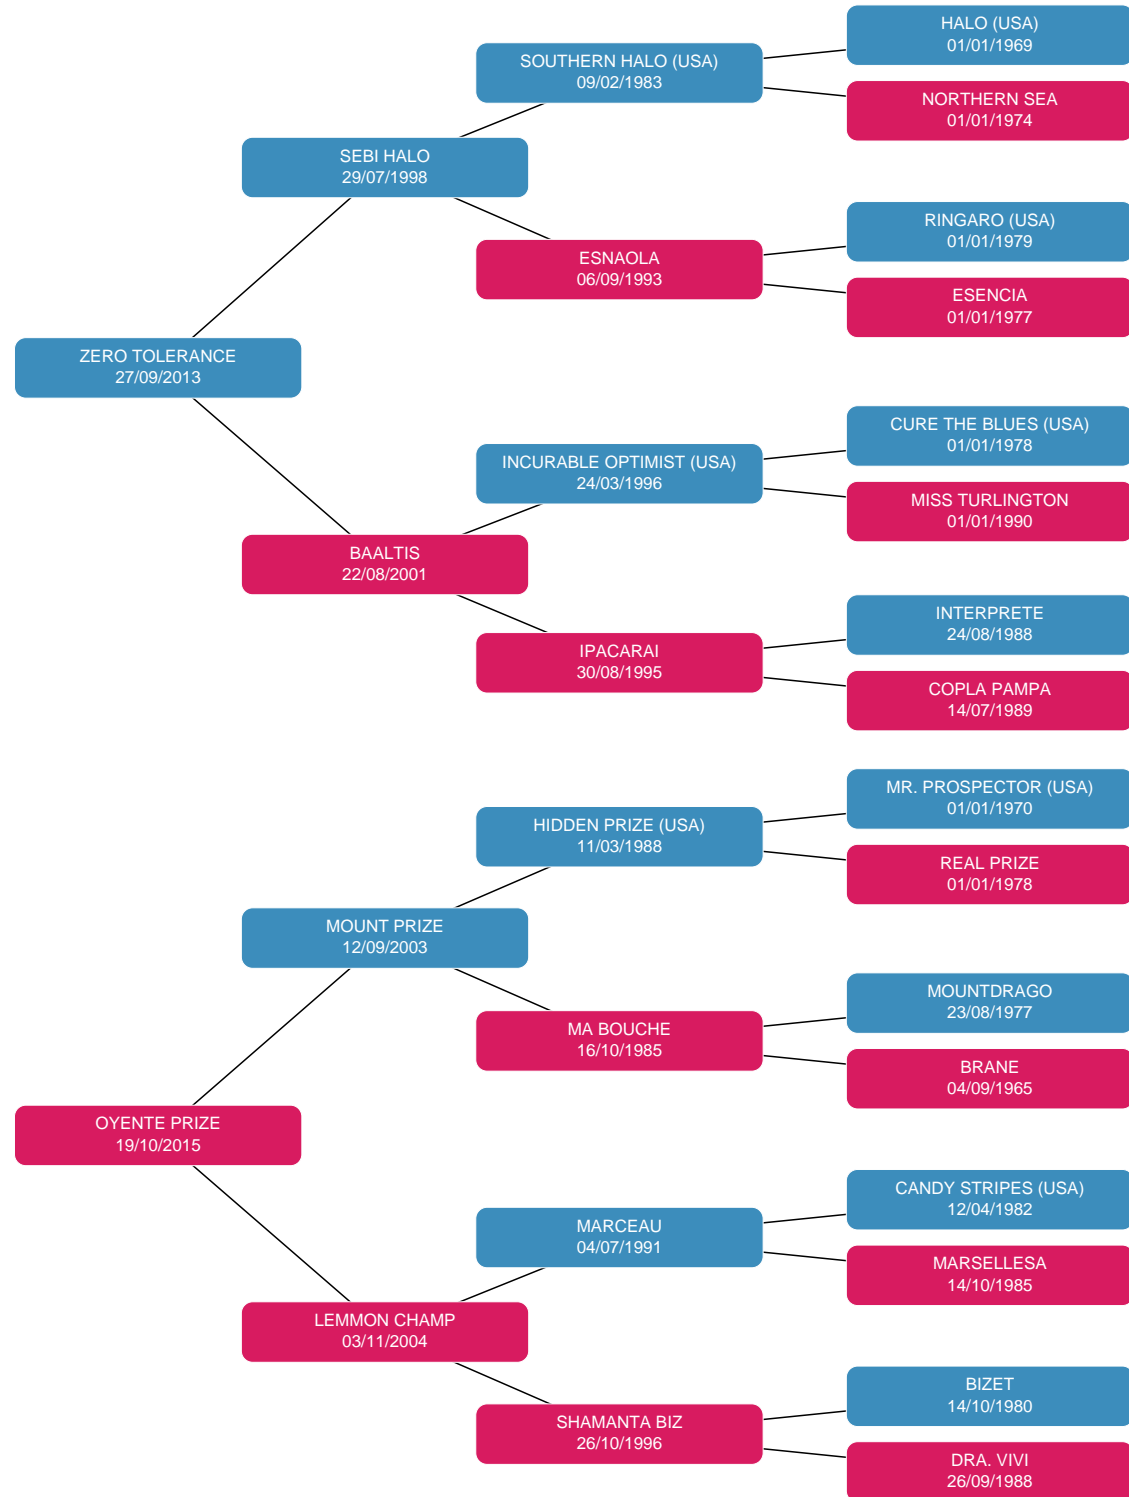 HALO (USA)
01/01/1969
SOUTHERN HALO (USA)
09/02/1983
NORTHERN SEA
01/01/1974
SEBI HALO
29/07/1998
RINGARO (USA)
01/01/1979
ESNAOLA
06/09/1993
ESENCIA
01/01/1977
ZERO TOLERANCE
27/09/2013
CURE THE BLUES (USA)
01/01/1978
INCURABLE OPTIMIST (USA)
24/03/1996
MISS TURLINGTON
01/01/1990
BAALTIS
22/08/2001
INTERPRETE
24/08/1988
IPACARAI
30/08/1995
COPLA PAMPA
14/07/1989
MR. PROSPECTOR (USA)
01/01/1970
HIDDEN PRIZE (USA)
11/03/1988
REAL PRIZE
01/01/1978
MOUNT PRIZE
12/09/2003
MOUNTDRAGO
23/08/1977
MA BOUCHE
16/10/1985
BRANE
04/09/1965
OYENTE PRIZE
19/10/2015
CANDY STRIPES (USA)
12/04/1982
MARCEAU
04/07/1991
MARSELLESA
14/10/1985
LEMMON CHAMP
03/11/2004
BIZET
14/10/1980
SHAMANTA BIZ
26/10/1996
DRA. VIVI
26/09/1988